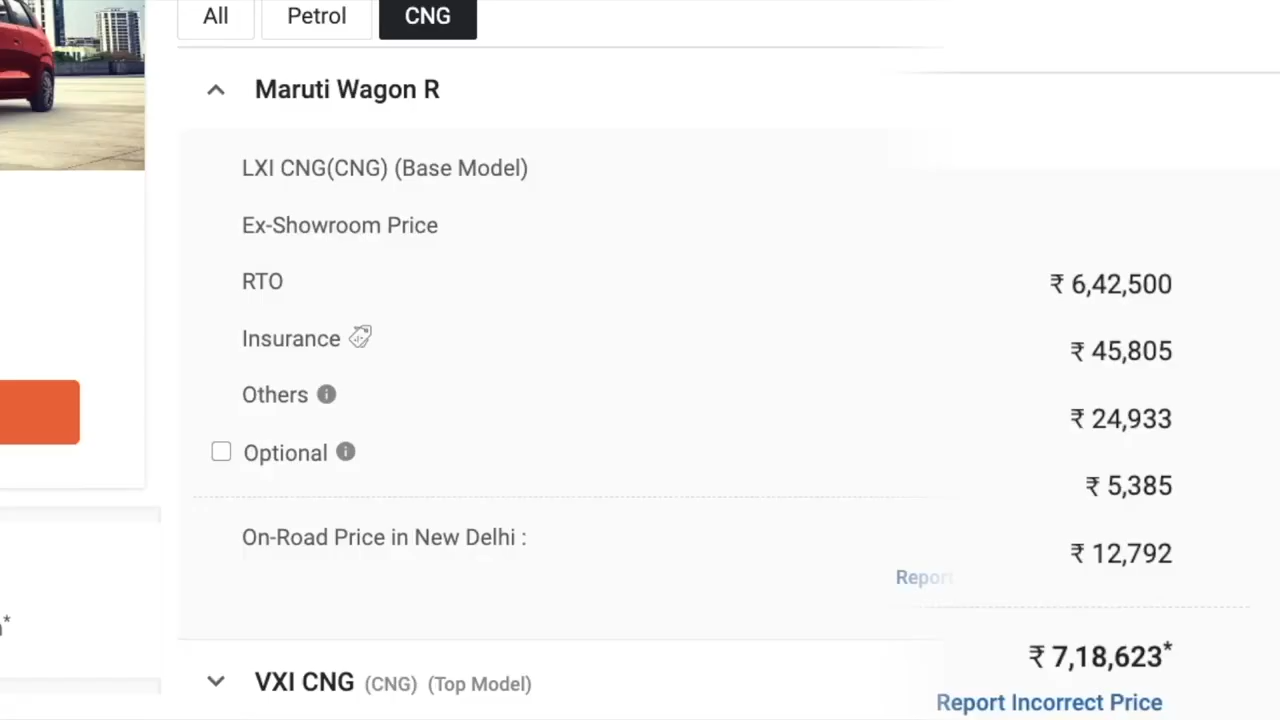 All Petrol CNG
Maruti Wagon R
LXI CNG(CNG) (Base Model)
Ex-Showroom Price
RTO
₹ 6,42,500
Insurance
₹ 45,805
Others
₹ 24,933
Optional
₹ 5,385
On-Road Price in New Delhi :
₹ 12,792
Report
₹ 7,18,623*
VXI CNG (CNG) (Top Model)
Report Incorrect Price